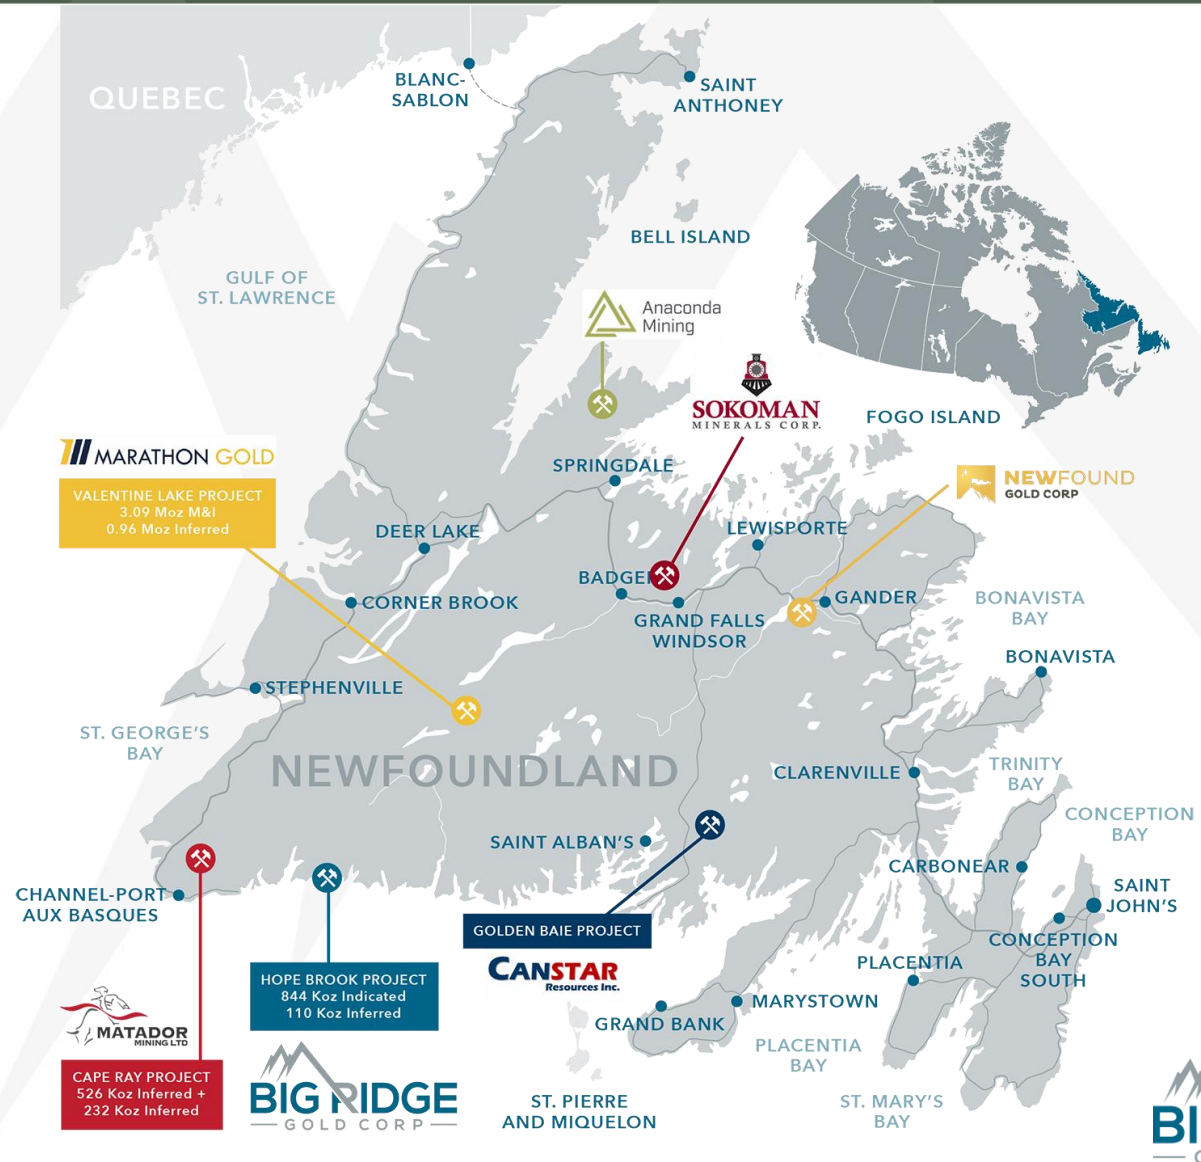 QUEBEC
BLANC-
SABLON
SAINT
ANTHONEY
BELL ISLAND
GULF OF
ST. LAWRENCE
Anaconda
Mining
SOKOMAN
MINERALS CORP.
FOGO ISLAND
MARATHON GOLD
VALENTINE LAKE PROJECT
3.09 Moz M&I
0.96 Moz Inferred
SPRINGDALE
NEWFOUND
GOLD CORP
DEER LAKE
LEWISPORTE
BADGE
CORNER BROOK
GRAND FALLS
WINDSOR
GANDER
BONAVISTA
BAY
BONAVISTA
STEPHENVILLE
ST. GEORGE'S
BAY
NEWFOUNDLAND
CLARENVILLE
TRINITY
BAY
CONCEPTION
BAY
SAINT ALBAN'S
CARBONEAR
CHANNEL-PORT
AUX BASQUES
SAINT
JOHN'S
GOLDEN BAIE PROJECT
CANSTAR
Resources Inc.
CONCEPTION
BAY
SOUTH
PLACENTIA
HOPE BROOK PROJECT
844 Koz Indicated
110 Koz Inferred
MARYSTOWN
GRAND BANK
MATADOR
MINING LTD
PLACENTIA
BAY
CAPE RAY PROJECT
526 Koz Inferred +
232 Koz Inferred
BIG RIDGE
GOLD CORP
ST. PIERRE
AND MIQUELON
ST. MARY'S
BAY
BI